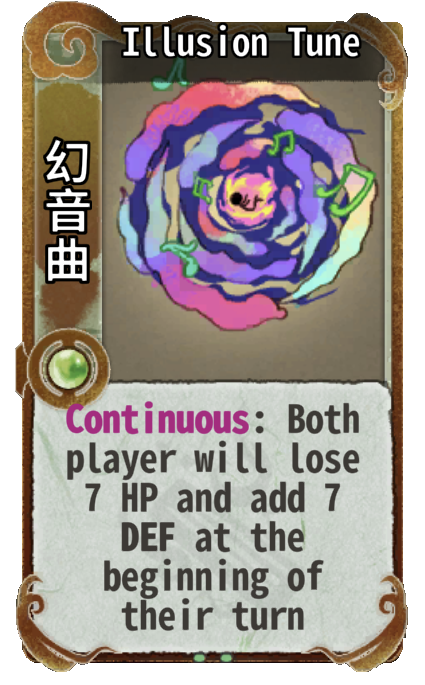 Illusion Tune
幻音曲
Continuous: Both
player will lose
7 HP and add 7
DEF at the
beginning of
their turn